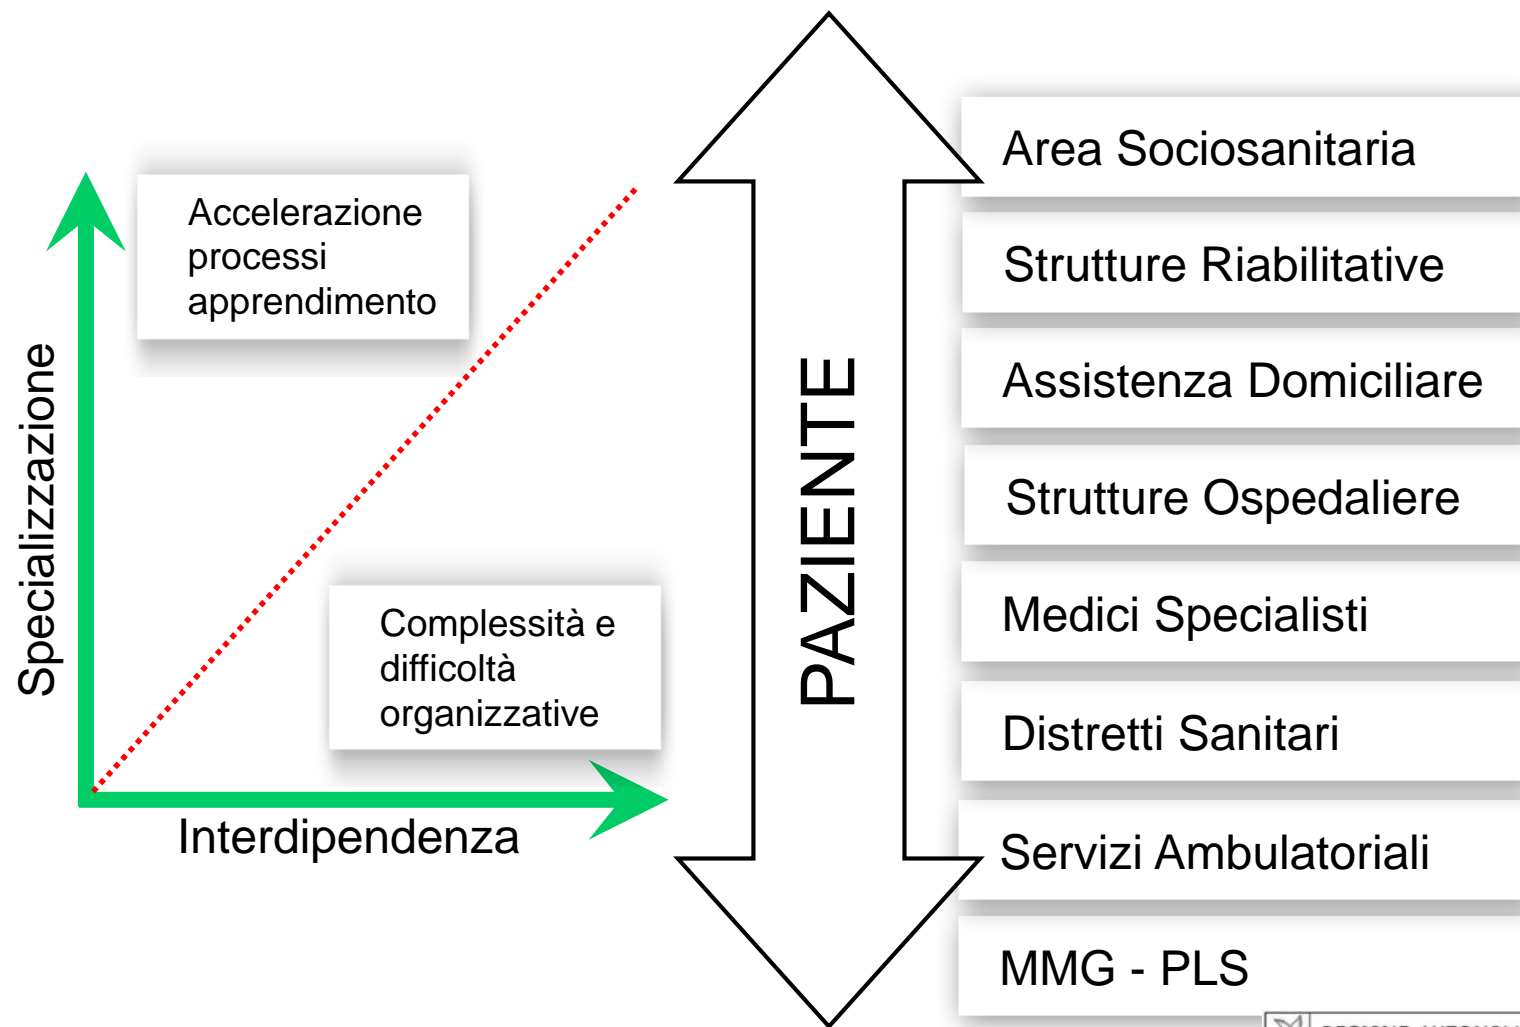 Specializzazione
Accelerazione
processi
apprendimento
Complessità e
difficoltà
organizzative
Interdipendenza
PAZIENTE
Area Sociosanitaria
Strutture Riabilitative
Assistenza Domiciliare
Strutture Ospedaliere
Medici Specialisti
Distretti Sanitari
Servizi Ambulatoriali
MMG - PLS